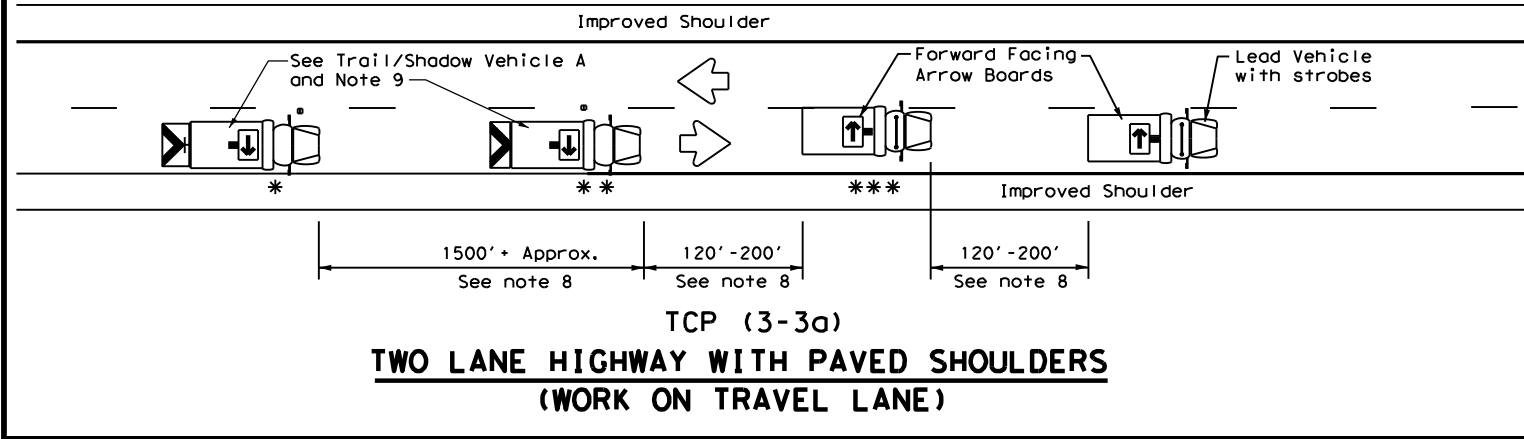 Improved Shoulder
See Trail/Shadow Vehicle A
and Note 9
Forward Facing
Arrow Boards
Lead Vehicle
with strobes
*
**
***
Improved Shoulder
1500'+ Approx.
See note 8
120'-200'
See note 8
120'-200'
See note 8
TCP (3-3a)
TWO LANE HIGHWAY WITH PAVED SHOULDERS
(WORK ON TRAVEL LANE)